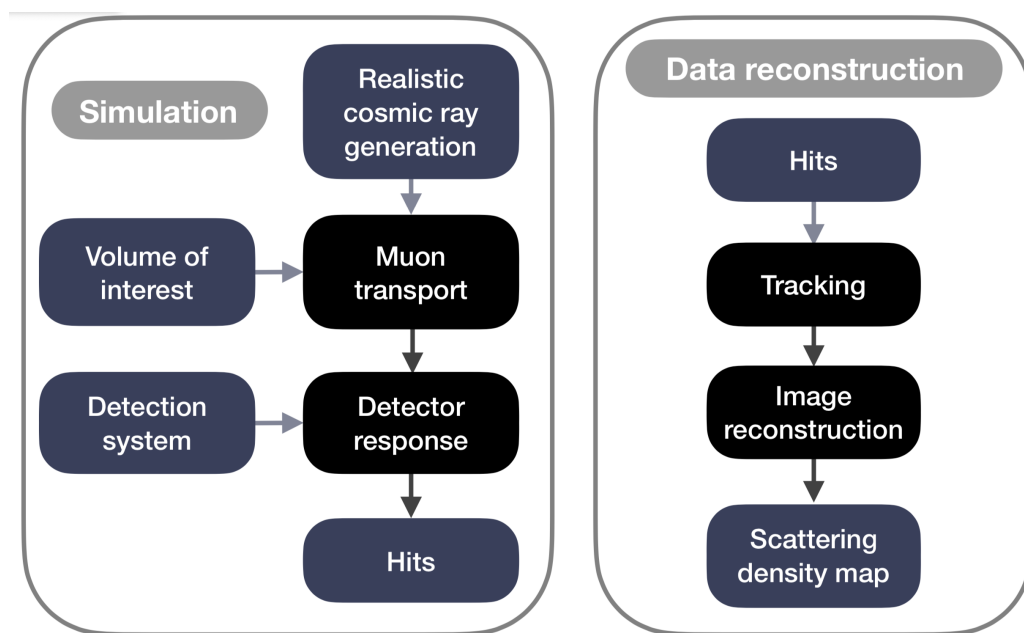 Simulation
Realistic
cosmic ray
generation
Volume of
interest
Muon
transport
Detection
system
Detector
response
Hits
Data reconstruction
Hits
Tracking
Image
reconstruction
Scattering
density map